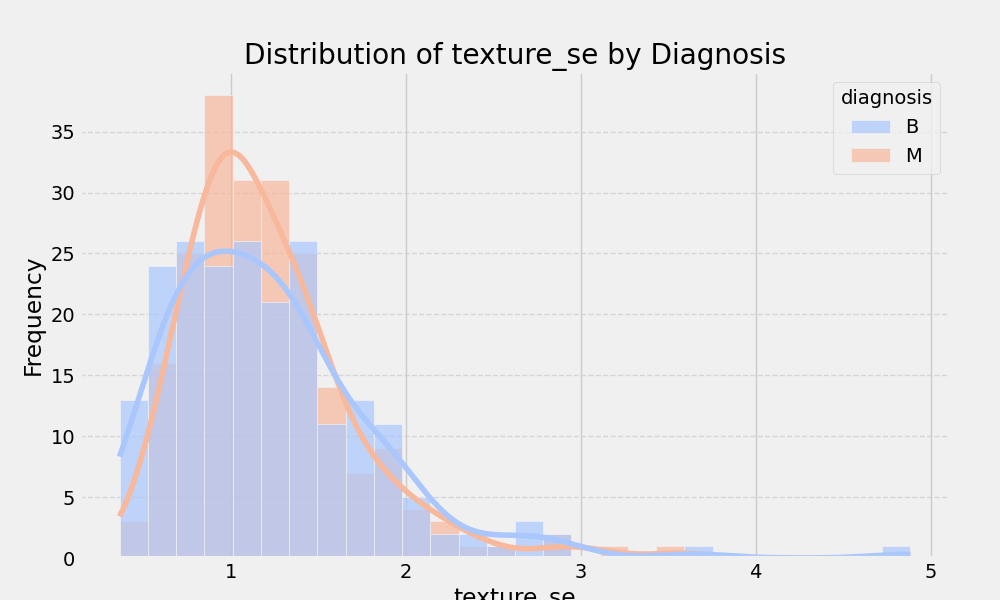 Distribution of texture_se by Diagnosis
diagnosis
B
M
Frequency
35
30
25
20
15
10
5
0
1
2
3
4
5
texture_se